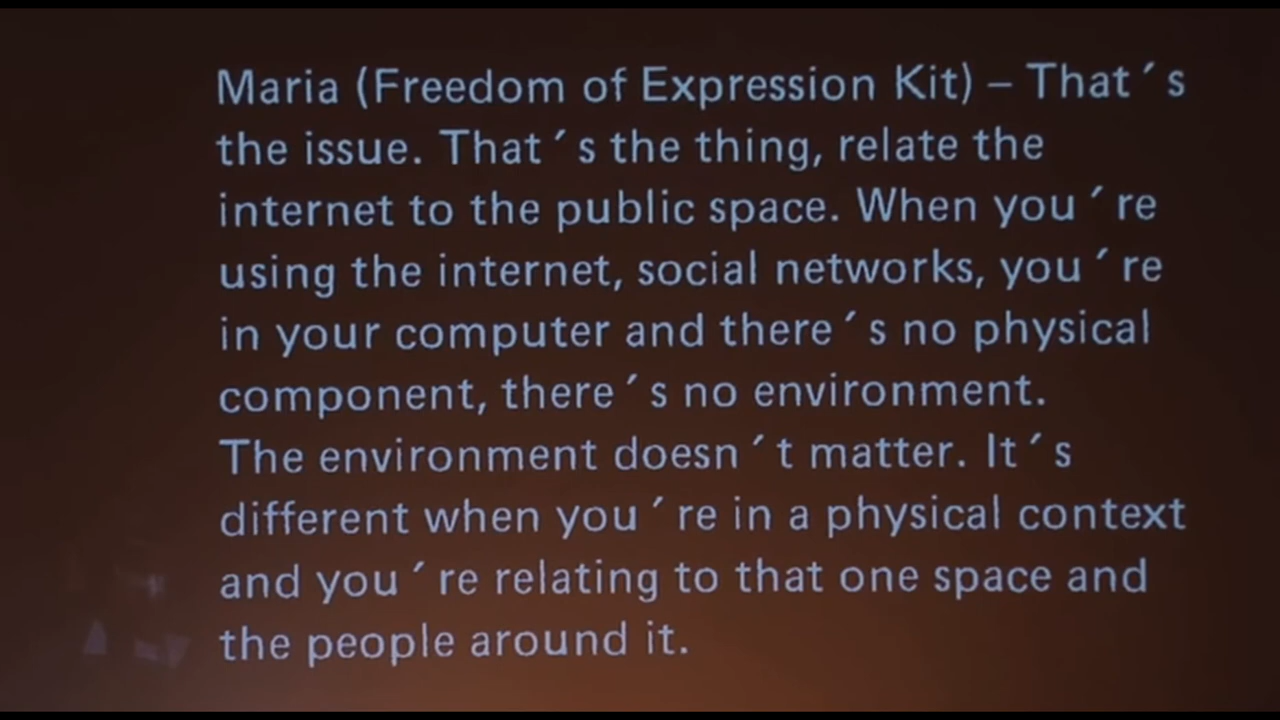 Maria (Freedom of Expression Kit) – That´s
the issue. That´s the thing, relate the
internet to the public space. When you´re
using the internet, social networks, you´re
in your computer and there´s no physical
component, there´s no environment.
The environment doesn´t matter. It´s
different when you´re in a physical context
and you´re relating to that one space and
the people around it.